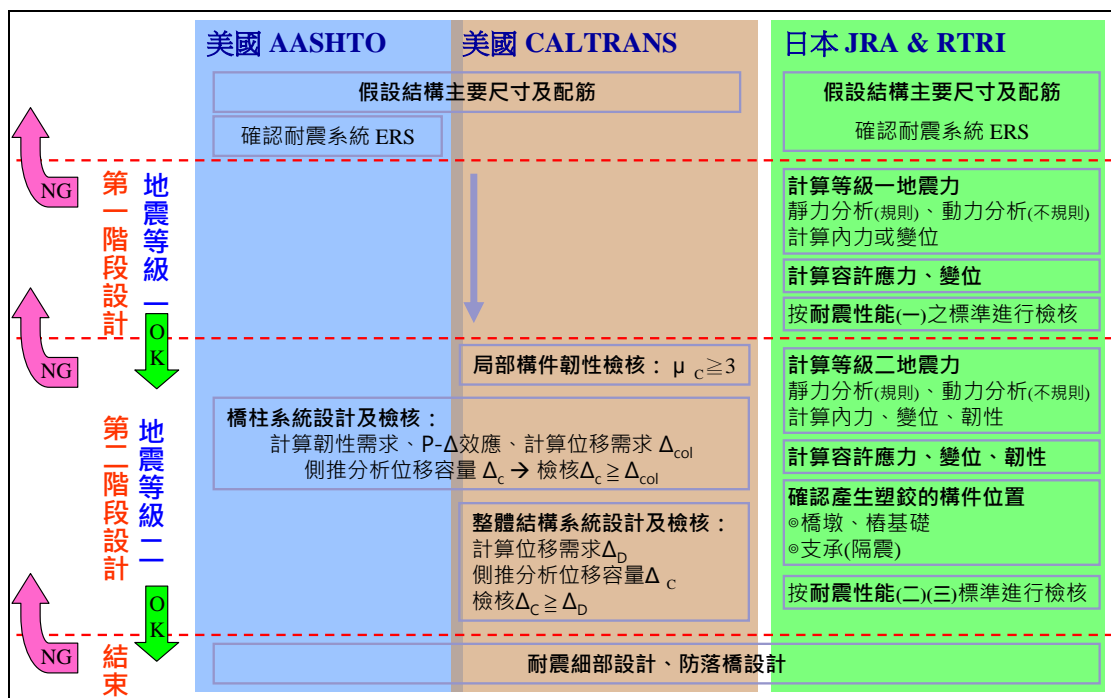 美國 AASHTO
美國 CALTRANS
日本 JRA & RTRI
假設結構主要尺寸及配筋
確認耐震系統 ERS
假設結構主要尺寸及配筋
確認耐震系統 ERS
NG
第一階段設計
地震等級一
計算等級一地震力
靜力分析(規則)、動力分析(不規則)
計算內力或變位
計算容許應力、變位
按耐震性能(一)之標準進行檢核
NG
OK
局部構件韌性檢核：μ C≧3
橋柱系統設計及檢核：
計算韌性需求、P-Δ效應、計算位移需求 Δcol
側推分析位移容量 Δc → 檢核Δc ≧ Δcol
整體結構系統設計及檢核：
計算位移需求ΔD
側推分析位移容量Δ C
檢核ΔC ≧ ΔD
第二階段設計
地震等級二
計算等級二地震力
靜力分析(規則)、動力分析(不規則)
計算內力、變位、韌性
計算容許應力、變位、韌性
確認產生塑鉸的構件位置
◎橋墩、樁基礎
◎支承(隔震)
按耐震性能(二)(三)標準進行檢核
NG
OK
結束
耐震細部設計、防落橋設計